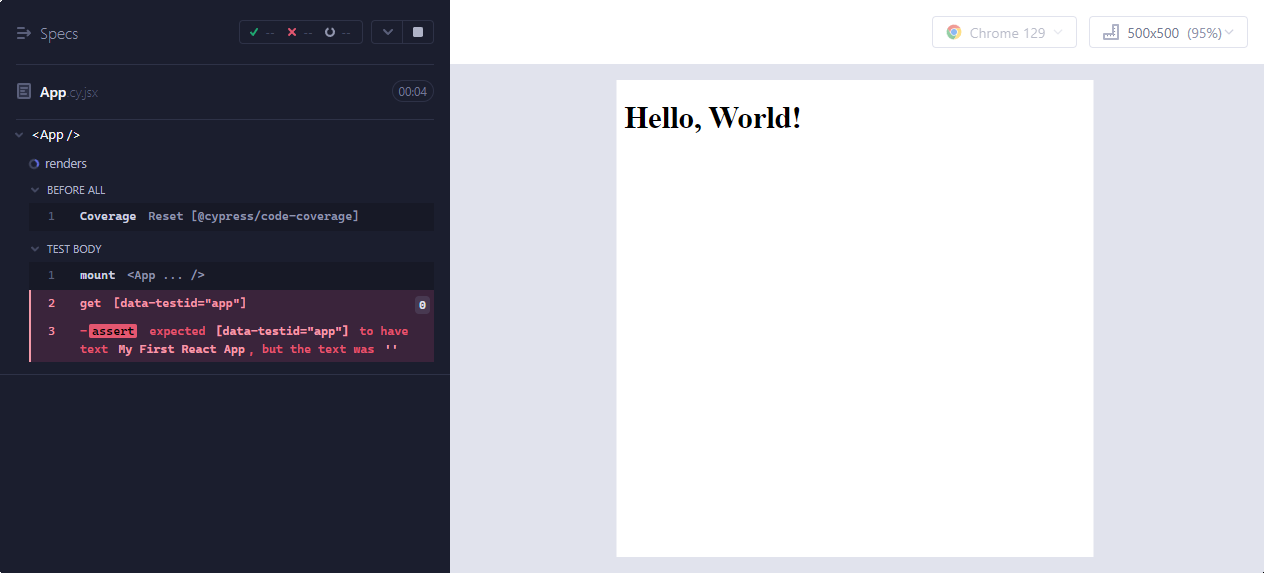 Specs -- -- --
App.cy.jsx 00:04
<App />
renders
BEFORE ALL
1 Coverage Reset [@cypress/code-coverage]
TEST BODY
1 mount <App ... />
2 get [data-testid="app"] 0
3 -assert expected [data-testid="app"] to have
text My First React App, but the text was ''
Chrome 129 500x500 (95%)
Hello, World!